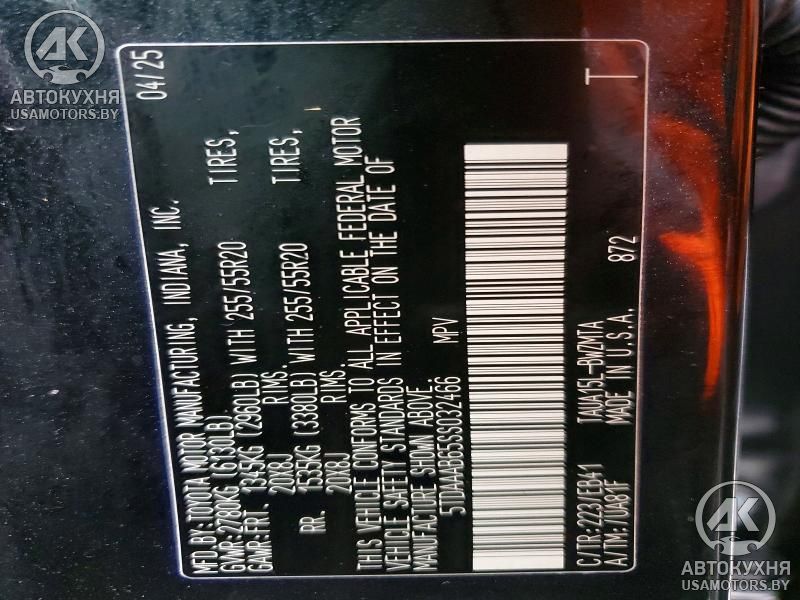 MFD.BY:TOYOTA MOTOR MANUFACTURING, INDIANA, INC. 04/25
GVWR:2780KG (6130LB)
GAWR:FRT. 1345KG (2960LB) WITH 255/55R20 TIRES,
20X8J RIMS.
RR. 1535KG (3380LB) WITH 255/55R20 TIRES,
20X8J RIMS.
THIS VEHICLE CONFORMS TO ALL APPLICABLE FEDERAL MOTOR
VEHICLE SAFETY STANDARDS IN EFFECT ON THE DATE OF
MANUFACTURE SHOWN ABOVE.
5TDAAAB65SS032466 MPV
C/TR:223/EB41 TAUA15L-BWZMTA 872
A/TM:/UA81F MADE IN U.S.A.
T
АК
АВТОКУХНЯ
USAMOTORS.BY
АК
АВТОКУХНЯ
USAMOTORS.BY